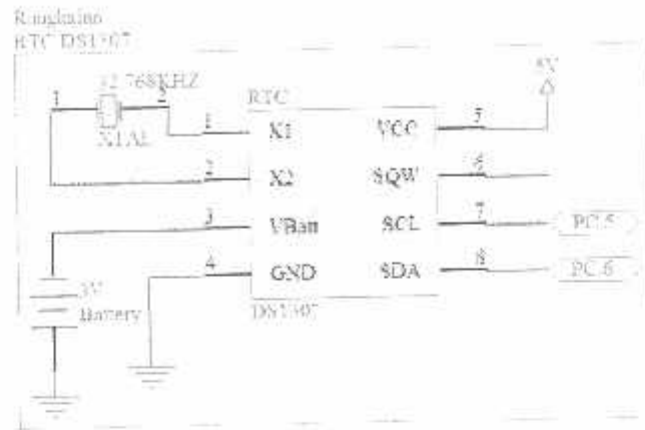 Rangkaian
RTC DS1307
32.768KHZ
1
2
XTAL
RTC
5V
1
X1
VCC
5
2
X2
SQW
6
3
VBatt
SCL
7
PC.5
4
GND
SDA
8
PC.6
3V
Battery
DS1307